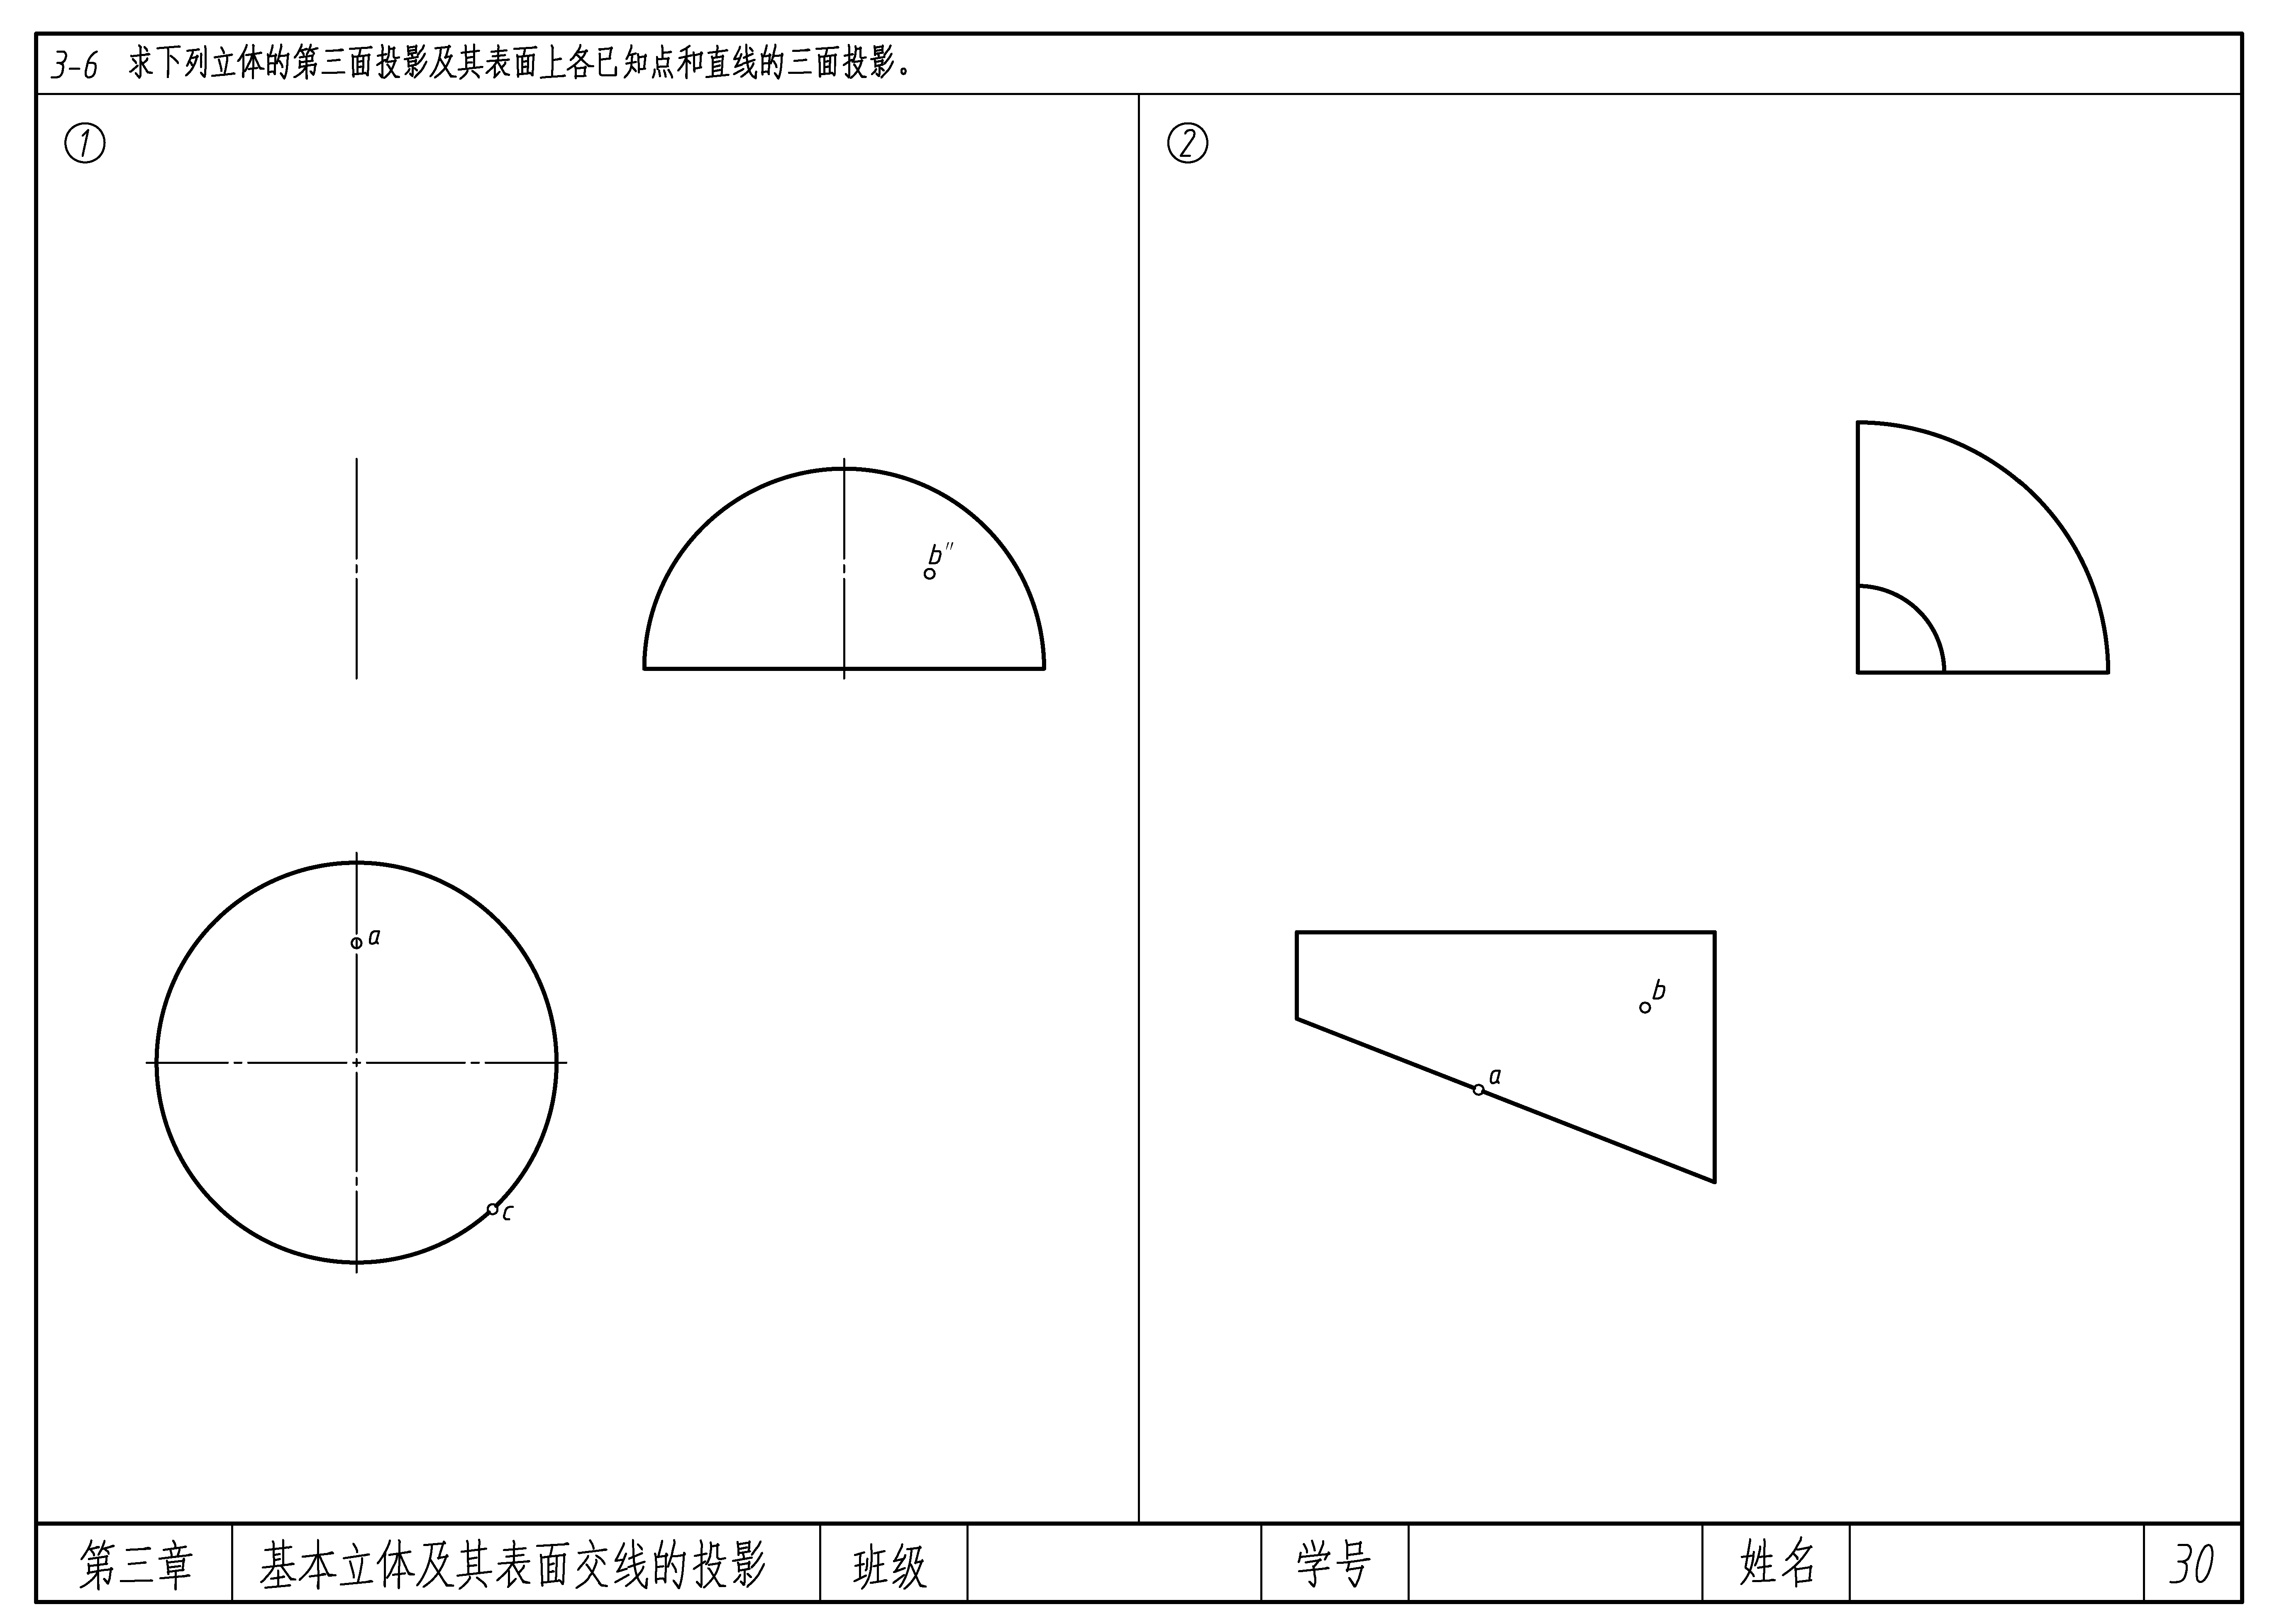 3-6 求下列立体的第三面投影及其表面上各已知点和直线的三面投影。
①
②
b"
a
c
b
a
第三章 基本立体及其表面交线的投影 班级 学号 姓名 30